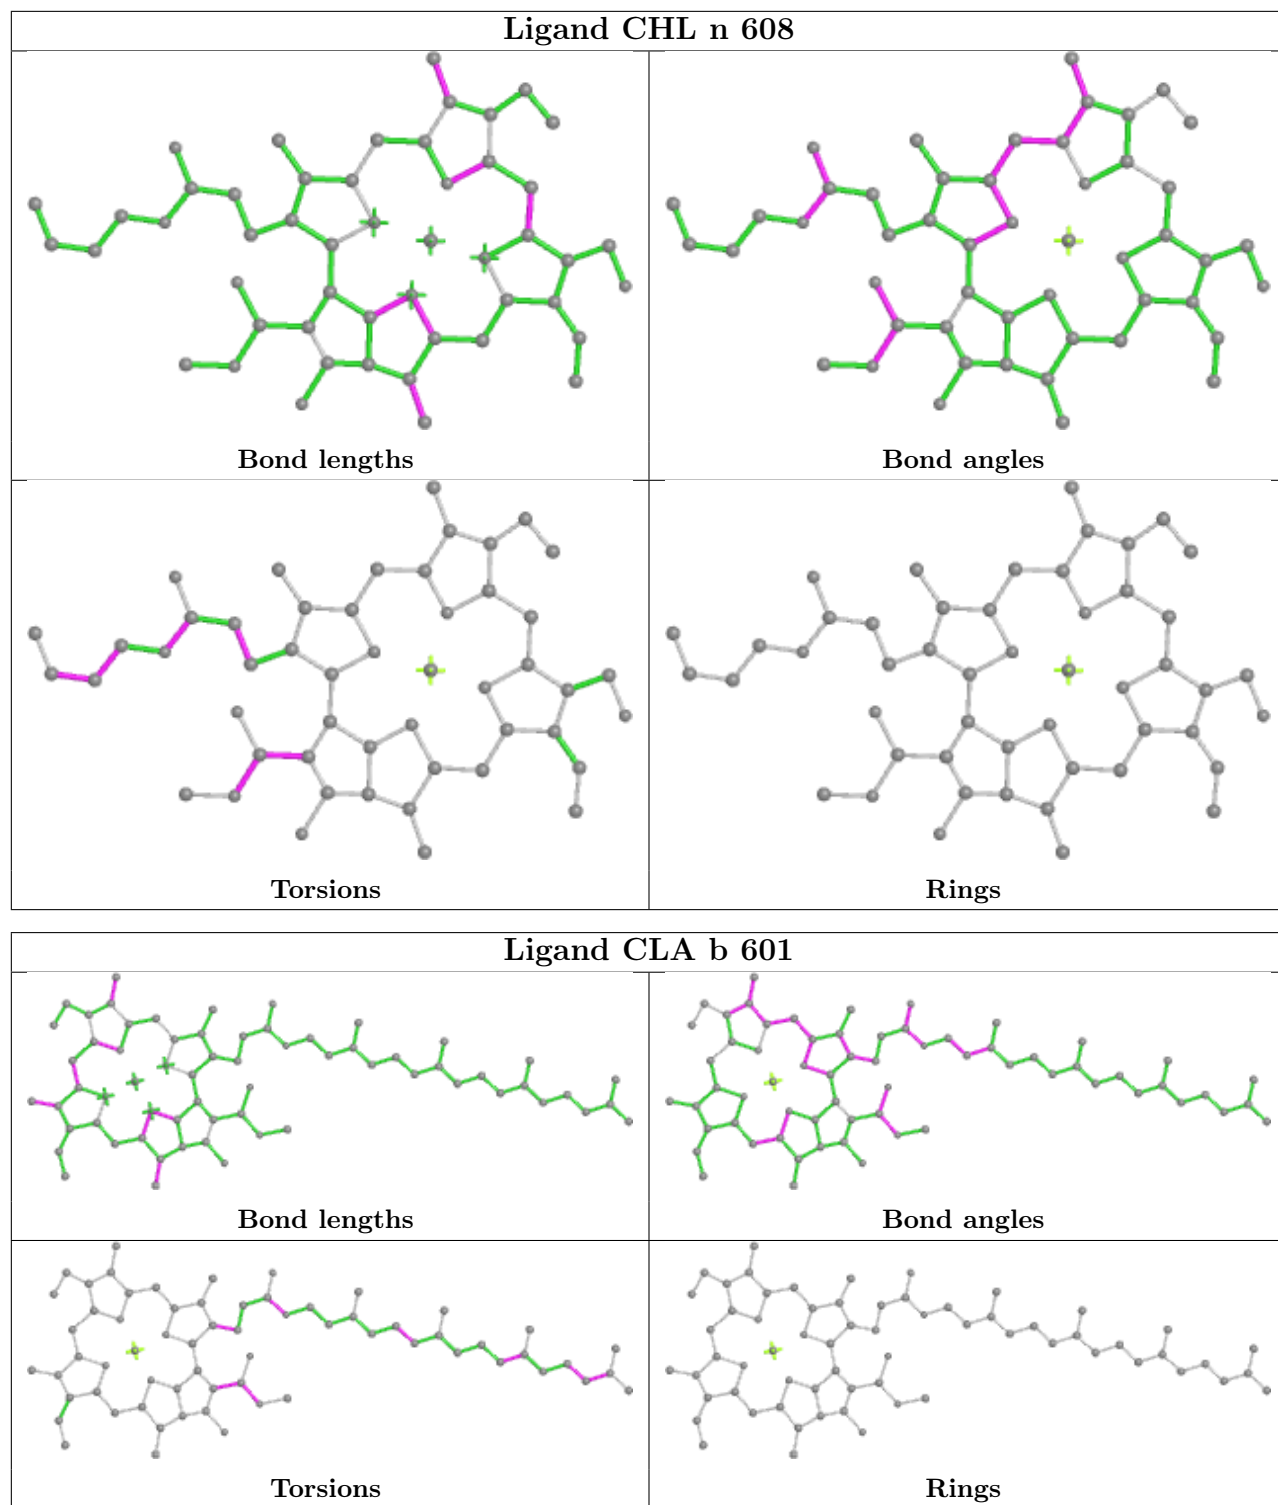 Ligand CHL n 608
Bond lengths
Bond angles
Torsions
Rings
Ligand CLA b 601
Bond lengths
Bond angles
Torsions
Rings